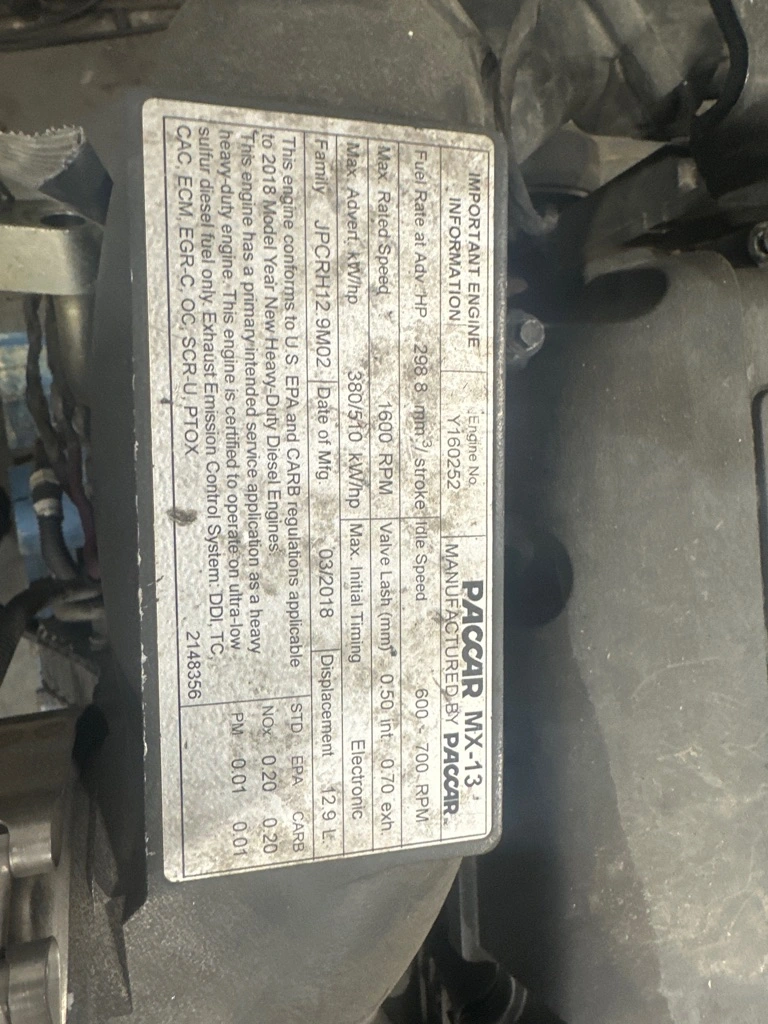 IMPORTANT ENGINE INFORMATION
Engine No. Y160252
PACCAR MX-13
MANUFACTURED BY PACCAR
Fuel Rate at Adv HP 298.8 mm³/ stroke Idle Speed 600 - 700 RPM
Max. Rated Speed 1600 RPM Valve Lash (mm) 0.50 int. 0.70 exh.
Max. Advert. kW/hp 380/510 kW/hp Max. Initial Timing Electronic
Family JPCRH12.9M02 Date of Mfg. 03/2018 Displacement 12.9 L.
This engine conforms to U.S. EPA and CARB regulations applicable
to 2018 Model Year New Heavy-Duty Diesel Engines.
This engine has a primary intended service application as a heavy
heavy-duty engine. This engine is certified to operate on ultra-low
sulfur diesel fuel only. Exhaust Emission Control System: DDI, TC,
CAC, ECM, EGR-C, OC, SCR-U, PTOX 2148356
STD EPA CARB
NOx 0.20 0.20
PM 0.01 0.01